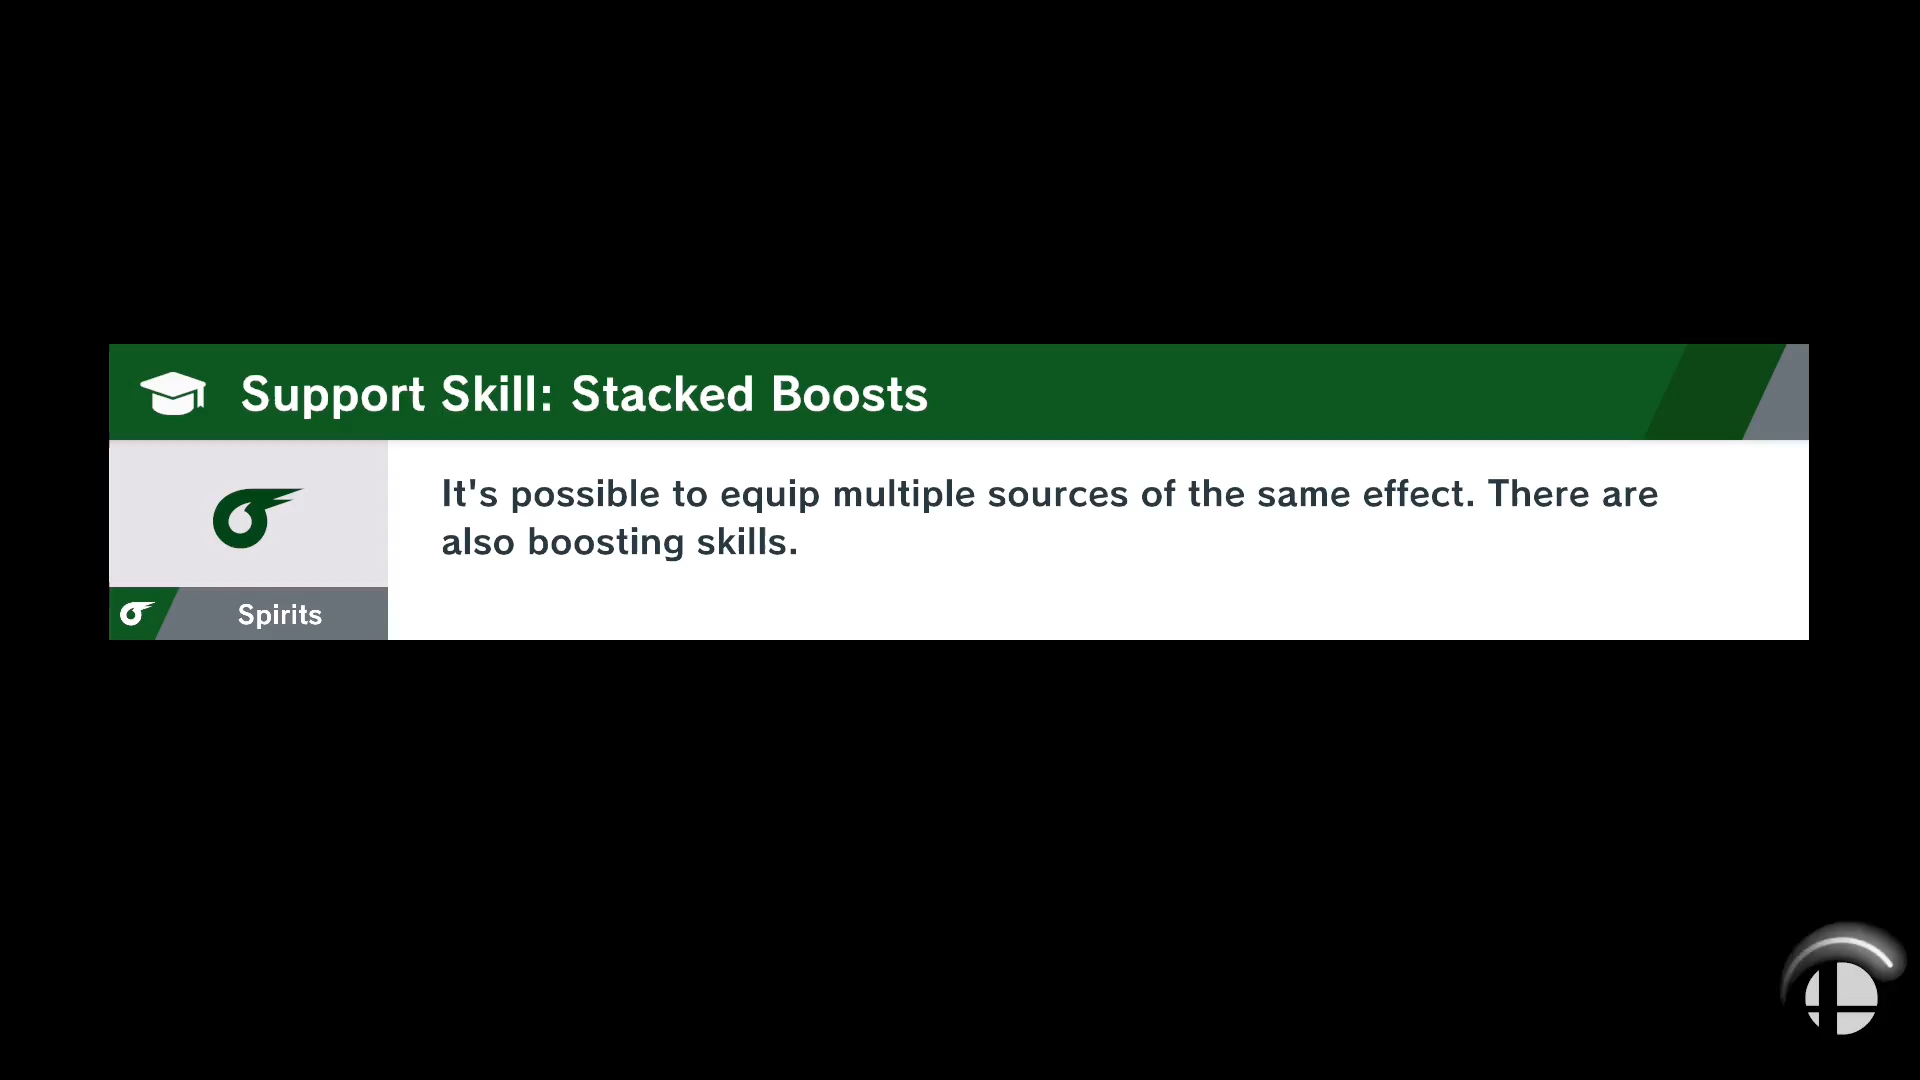 Support Skill: Stacked Boosts
It's possible to equip multiple sources of the same effect. There are
also boosting skills.
Spirits